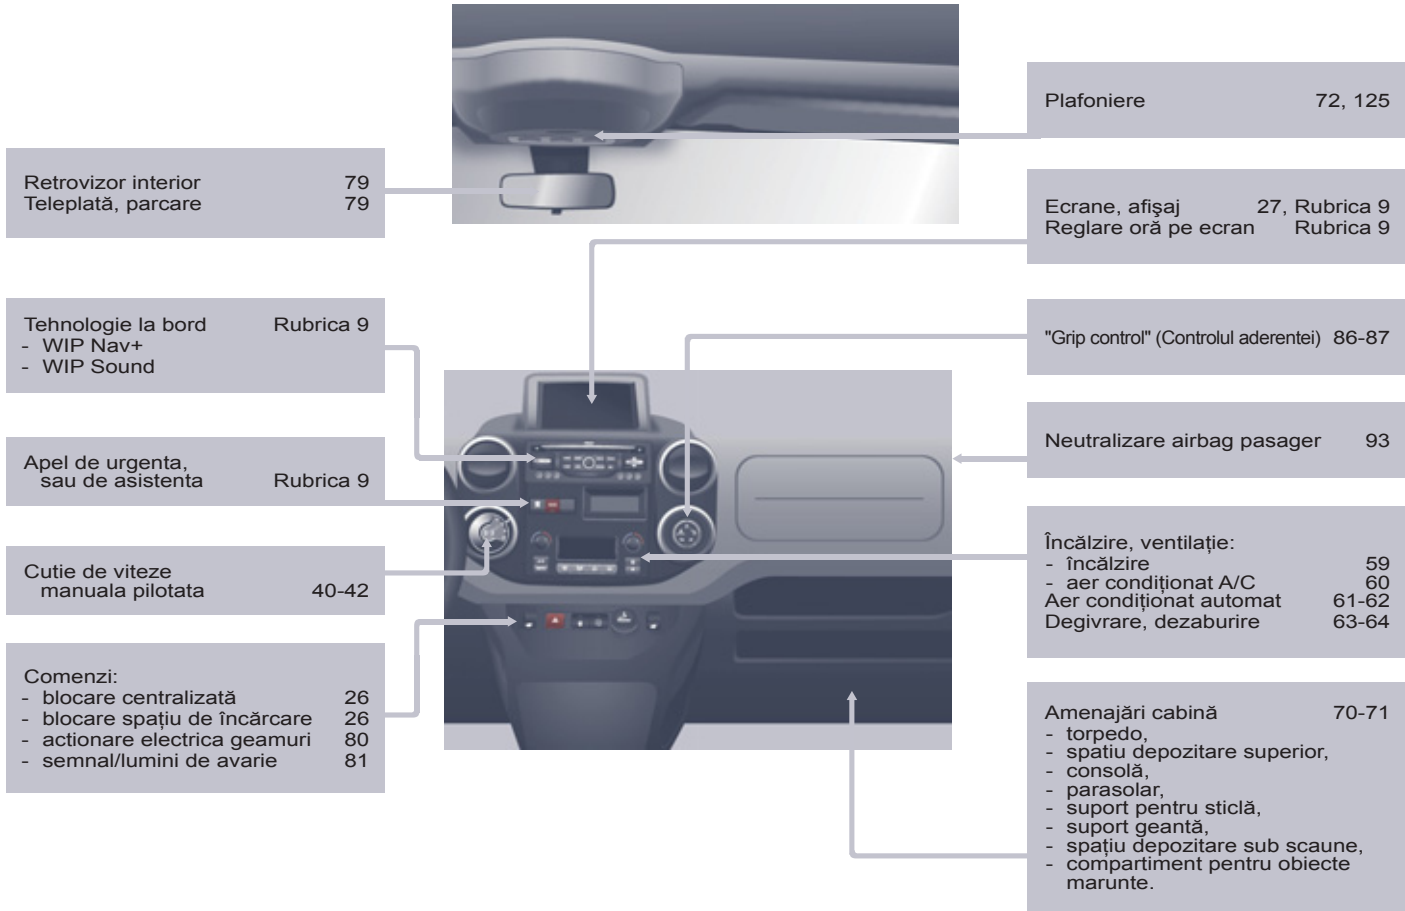 Retrovizor interior 79
Teleplată, parcare 79
Tehnologie la bord Rubrica 9
- WIP Nav+
- WIP Sound
Apel de urgenta,
sau de asistenta Rubrica 9
Cutie de viteze
manuala pilotata 40-42
Comenzi:
- blocare centralizată 26
- blocare spațiu de încărcare 26
- actionare electrica geamuri 80
- semnal/lumini de avarie 81
Plafoniere 72, 125
Ecrane, afişaj 27, Rubrica 9
Reglare oră pe ecran Rubrica 9
"Grip control" (Controlul aderentei) 86-87
Neutralizare airbag pasager 93
Încălzire, ventilație:
- încălzire 59
- aer condiționat A/C 60
Aer condiționat automat 61-62
Degivrare, dezaburire 63-64
Amenajări cabină 70-71
- torpedo,
- spatiu depozitare superior,
- consolă,
- parasolar,
- suport pentru sticlă,
- suport geantă,
- spațiu depozitare sub scaune,
- compartiment pentru obiecte
marunte.